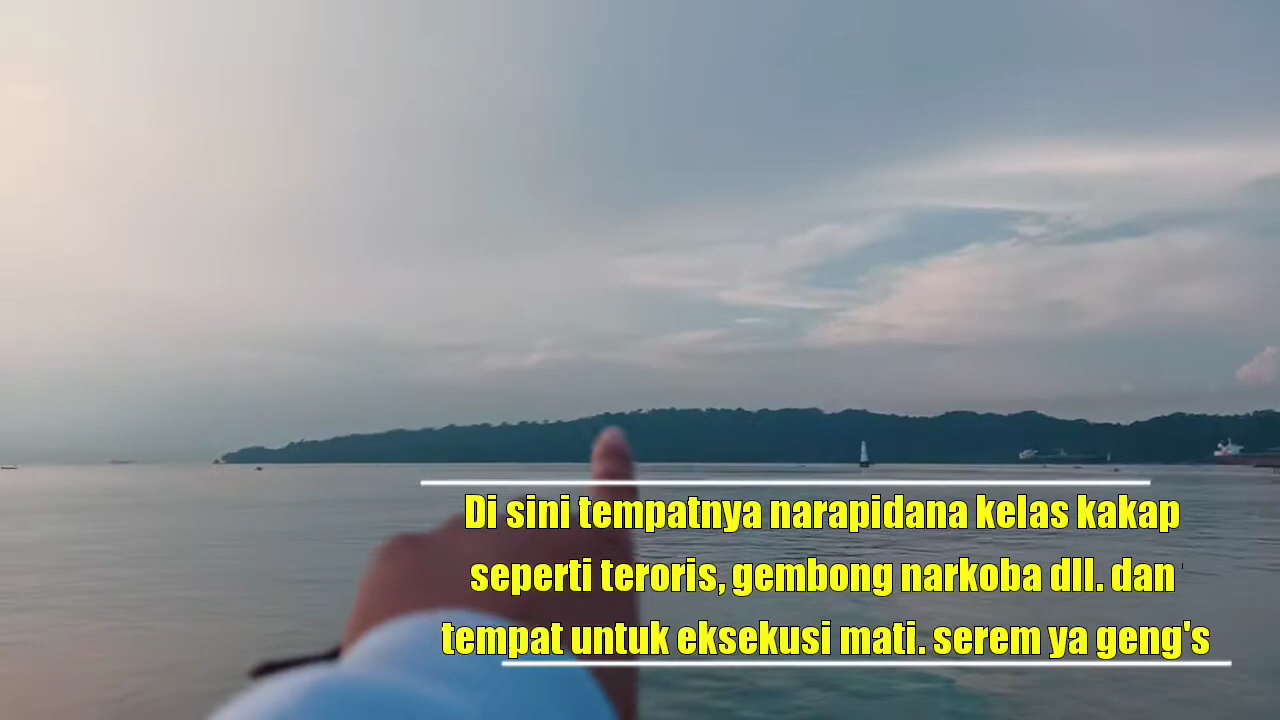 Di sini tempatnya narapidana kelas kakap
seperti teroris, gembong narkoba dll. dan
tempat untuk eksekusi mati. serem ya geng's